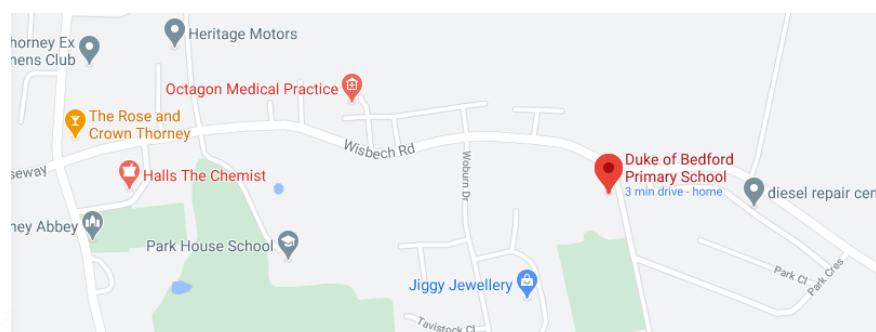 horney Ex
mens Club
Heritage Motors
Octagon Medical Practice
The Rose and
Crown Thorney
Wisbech Rd
Duke of Bedford
Primary School
3 min drive - home
seway
Halls The Chemist
Woburn Dr
diesel repair cen
ney Abbey
Park House School
Park Cl
Park Cres
Jiggy Jewellery
Tavistock Cl